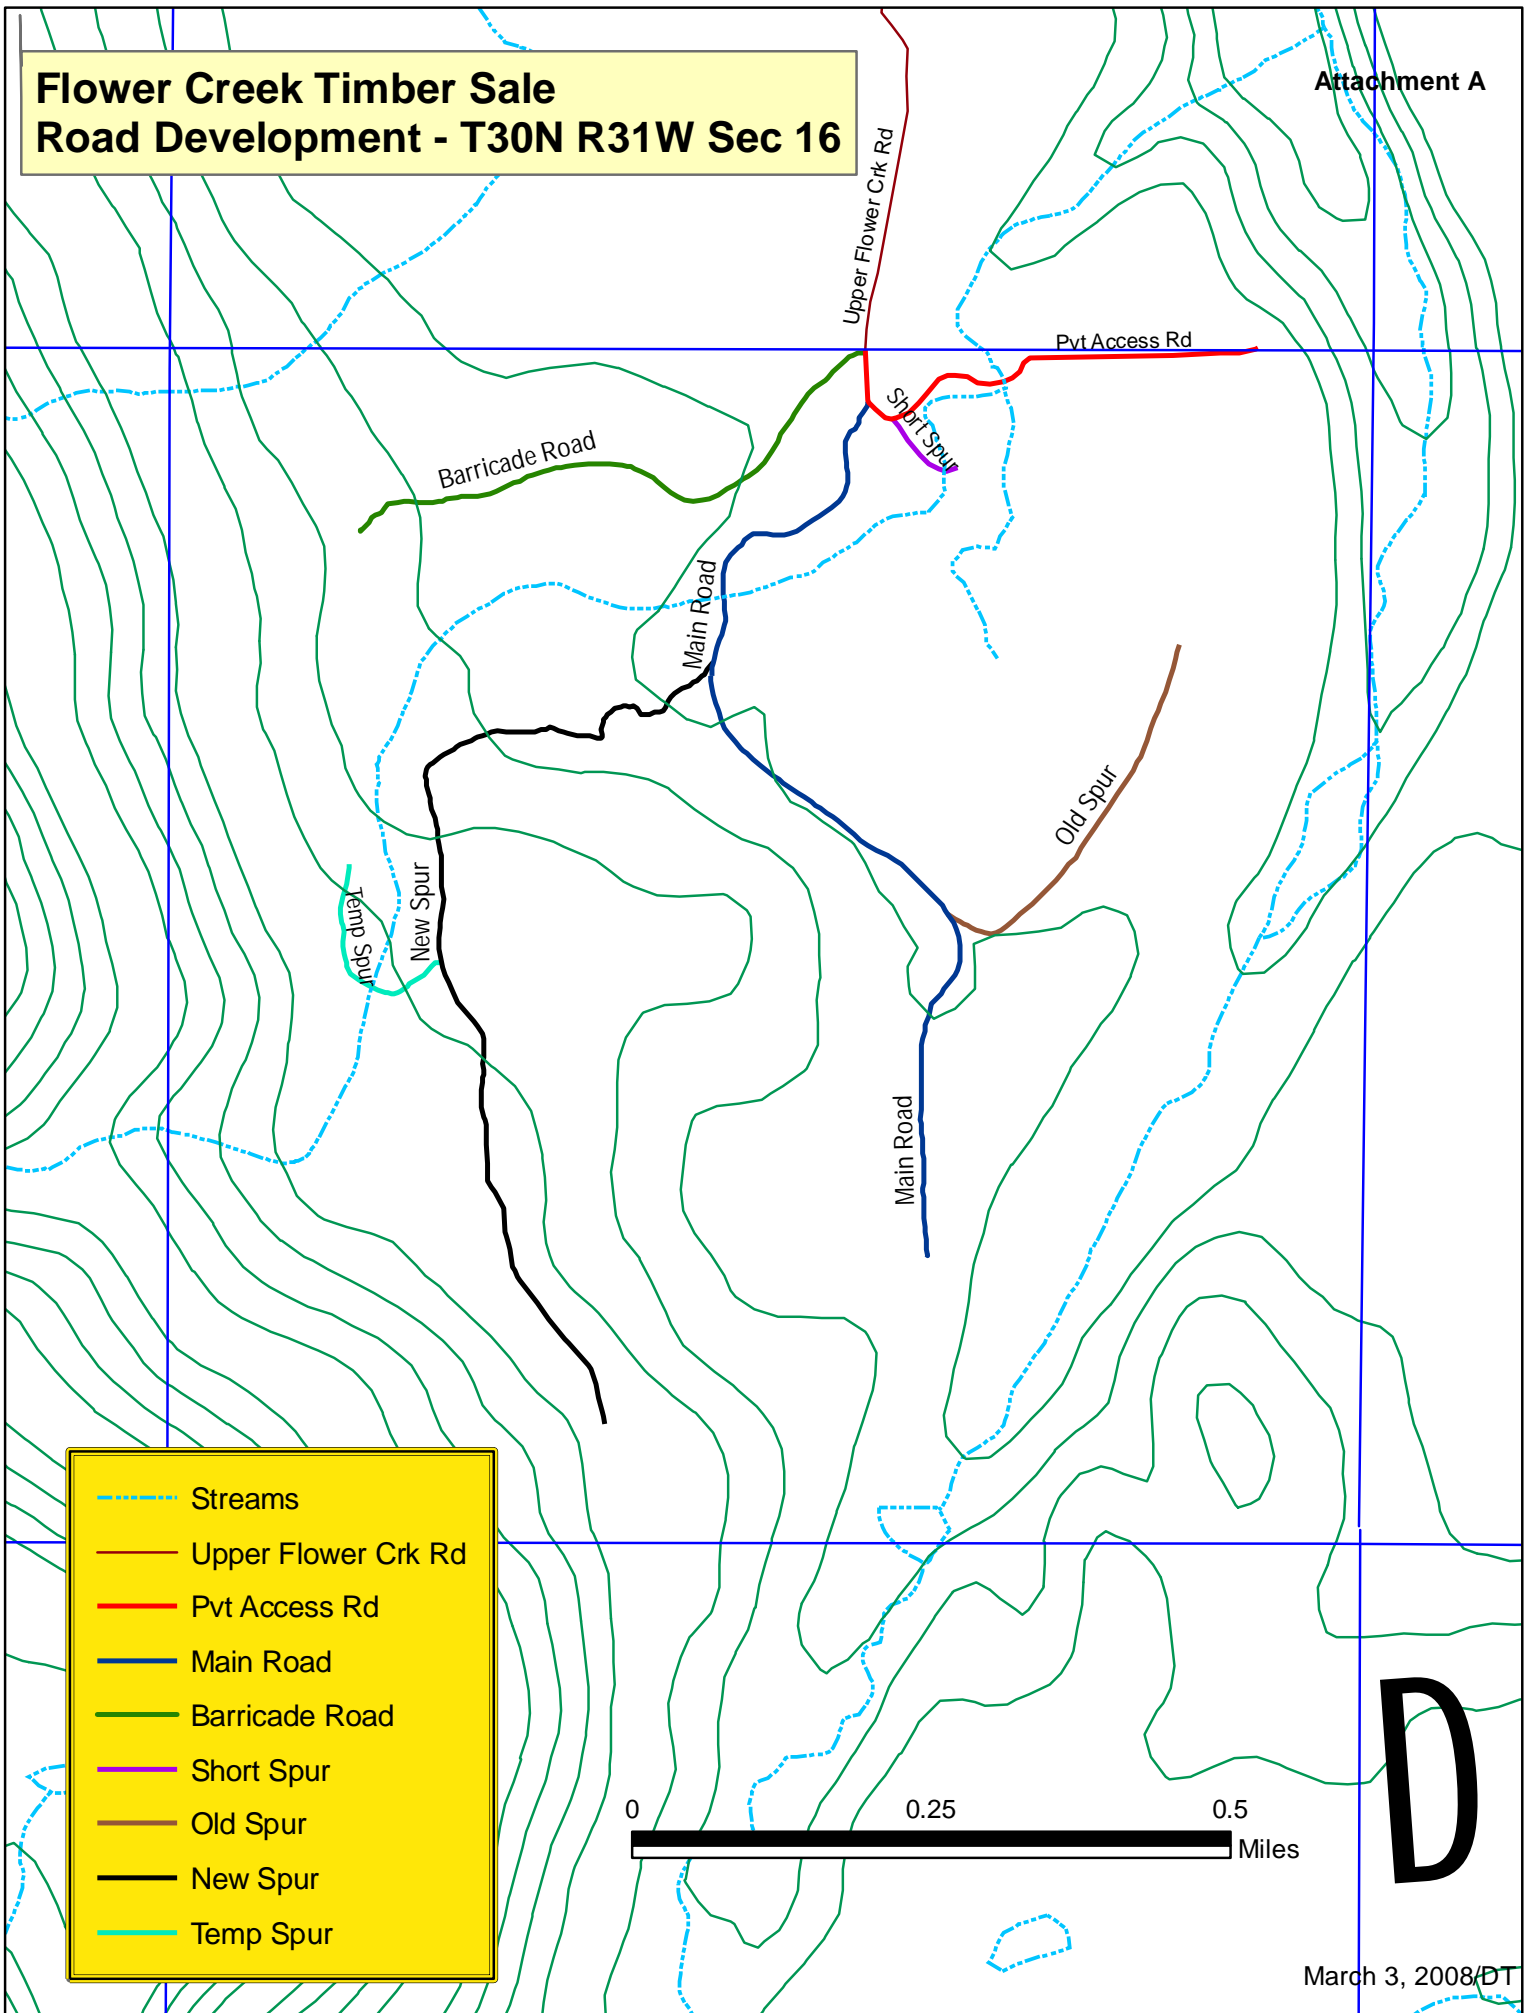 Flower Creek Timber Sale
Road Development - T30N R31W Sec 16
Attachment A
Upper Flower Crk Rd
Pvt Access Rd
Short Spur
Barricade Road
Main Road
Old Spur
New Spur
Temp Spur
Main Road
Streams
Upper Flower Crk Rd
Pvt Access Rd
Main Road
Barricade Road
Short Spur
Old Spur
New Spur
Temp Spur
0 0.25 0.5
Miles
D
March 3, 2008/DT